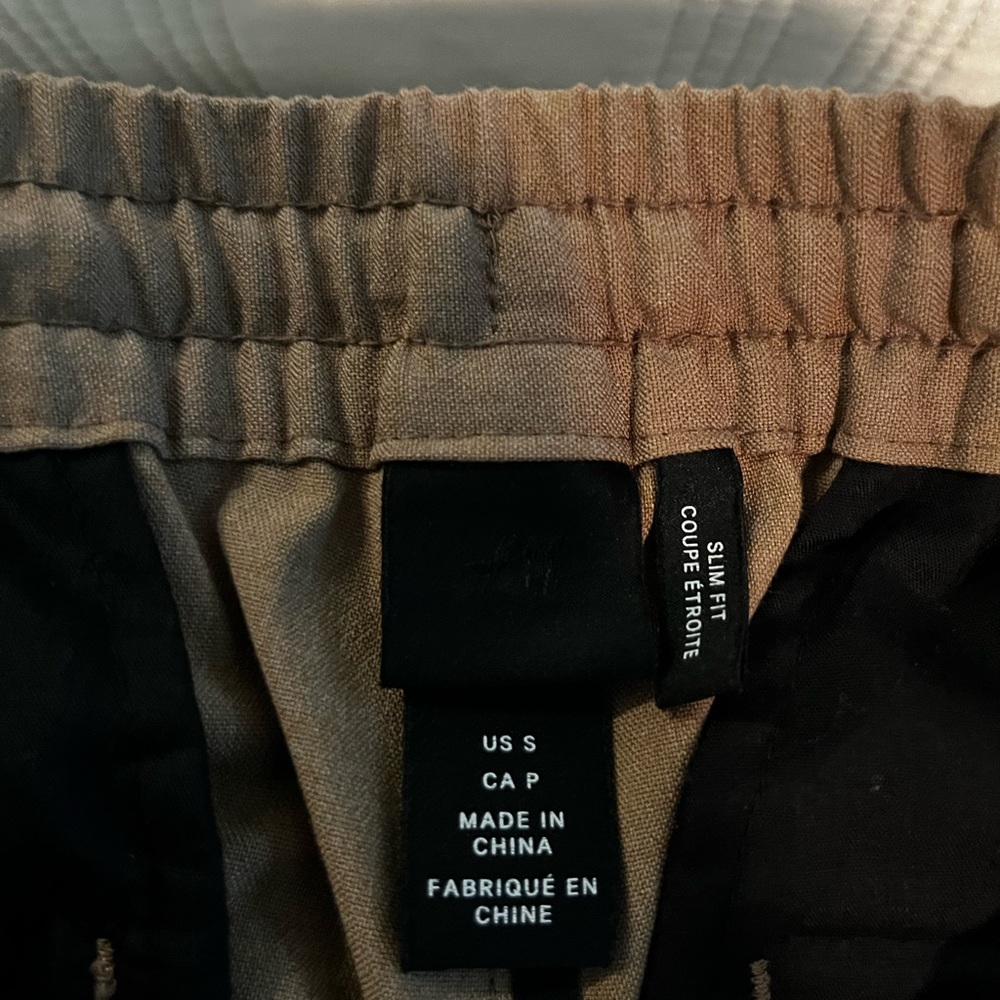 SLIM FIT
COUPE ÉTROITE
US S
CA P
MADE IN
CHINA
FABRIQUÉ EN
CHINE